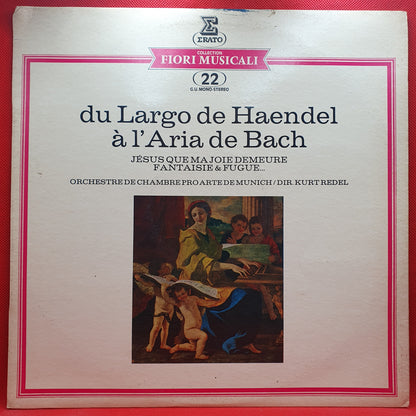 ERATO
COLLECTION
FIORI MUSICALI
22
G.U. MONO-STEREO
du Largo de Haendel
à l'Aria de Bach
JÉSUS QUE MA JOIE DEMEURE
FANTAISIE & FUGUE...
ORCHESTRE DE CHAMBRE PRO ARTE DE MUNICH / DIR. KURT REDEL